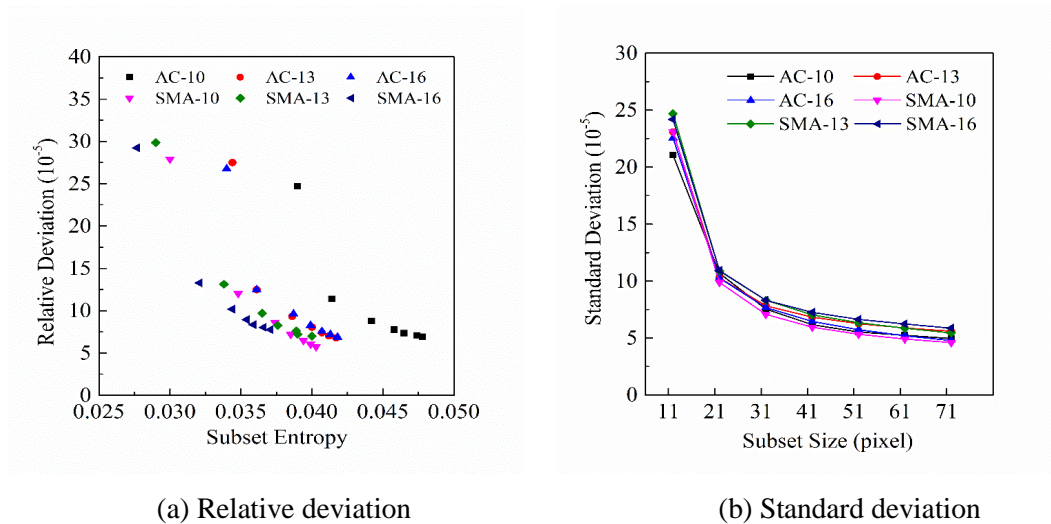 40
35
30
25
20
15
10
5
0
Relative Deviation (10-5)
AC-10 AC-13 AC-16
SMA-10 SMA-13 SMA-16
0.025 0.030 0.035 0.040 0.045 0.050
Subset Entropy
(a) Relative deviation
30
25
20
15
10
5
0
Standard Deviation (10-5)
AC-10 AC-13
AC-16 SMA-10
SMA-13 SMA-16
11 21 31 41 51 61 71
Subset Size (pixel)
(b) Standard deviation